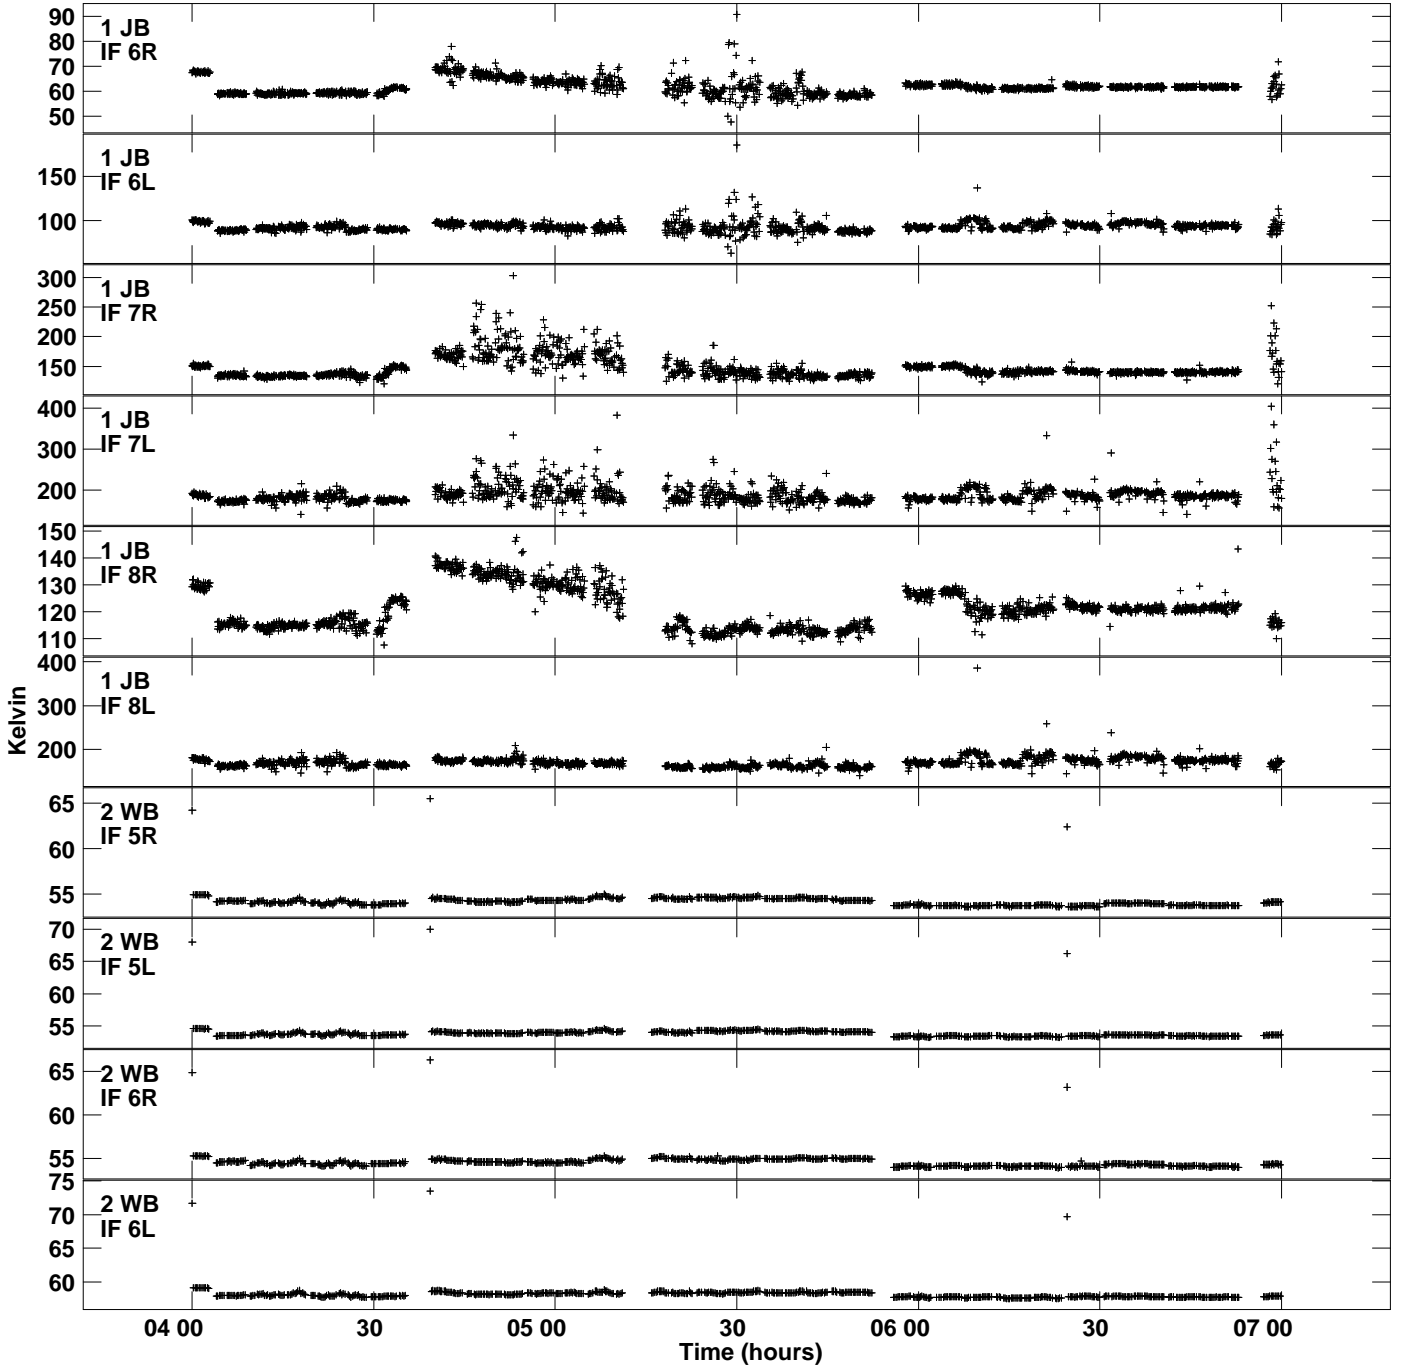 1 JB
IF 6R
90
80
70
60
50
1 JB
IF 6L
150
100
1 JB
IF 7R
300
250
200
150
1 JB
IF 7L
400
300
200
1 JB
IF 8R
150
140
130
120
110
1 JB
IF 8L
400
300
200
2 WB
IF 5R
65
60
55
2 WB
IF 5L
70
65
60
55
2 WB
IF 6R
65
60
55
2 WB
IF 6L
75
70
65
60
Kelvin
04 00 30 05 00 30 06 00 30 07 00
Time (hours)